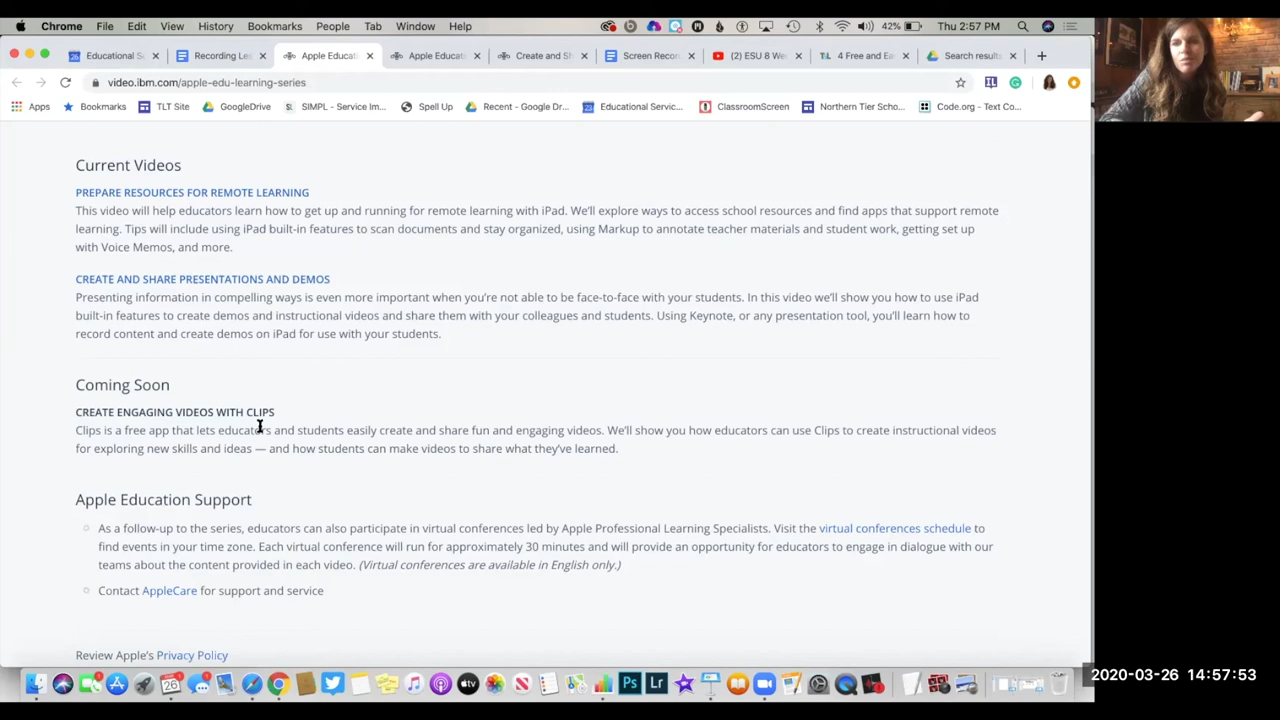 Chrome File Edit View History Bookmarks People Tab Window Help 42% Thu 2:57 PM
Educational S Recording Les Apple Educati Apple Educati Create and Sh Screen Record (2) ESU 8 We 4 Free and Ea Search results
video.ibm.com/apple-edu-learning-series
Apps Bookmarks TLT Site GoogleDrive SIMPL - Service Im... Spell Up Recent - Google Dr... Educational Servic... ClassroomScreen Northern Tier Scho... Code.org - Text Co...
Current Videos
PREPARE RESOURCES FOR REMOTE LEARNING
This video will help educators learn how to get up and running for remote learning with iPad. We'll explore ways to access school resources and find apps that support remote
learning. Tips will include using iPad built-in features to scan documents and stay organized, using Markup to annotate teacher materials and student work, getting set up
with Voice Memos, and more.
CREATE AND SHARE PRESENTATIONS AND DEMOS
Presenting information in compelling ways is even more important when you're not able to be face-to-face with your students. In this video we'll show you how to use iPad
built-in features to create demos and instructional videos and share them with your colleagues and students. Using Keynote, or any presentation tool, you'll learn how to
record content and create demos on iPad for use with your students.
Coming Soon
CREATE ENGAGING VIDEOS WITH CLIPS
Clips is a free app that lets educators and students easily create and share fun and engaging videos. We'll show you how educators can use Clips to create instructional videos
for exploring new skills and ideas — and how students can make videos to share what they've learned.
Apple Education Support
As a follow-up to the series, educators can also participate in virtual conferences led by Apple Professional Learning Specialists. Visit the virtual conferences schedule to
find events in your time zone. Each virtual conference will run for approximately 30 minutes and will provide an opportunity for educators to engage in dialogue with our
teams about the content provided in each video. (Virtual conferences are available in English only.)
Contact AppleCare for support and service
Review Apple's Privacy Policy
26 tv Ps Lr
2020-03-26 14:57:53